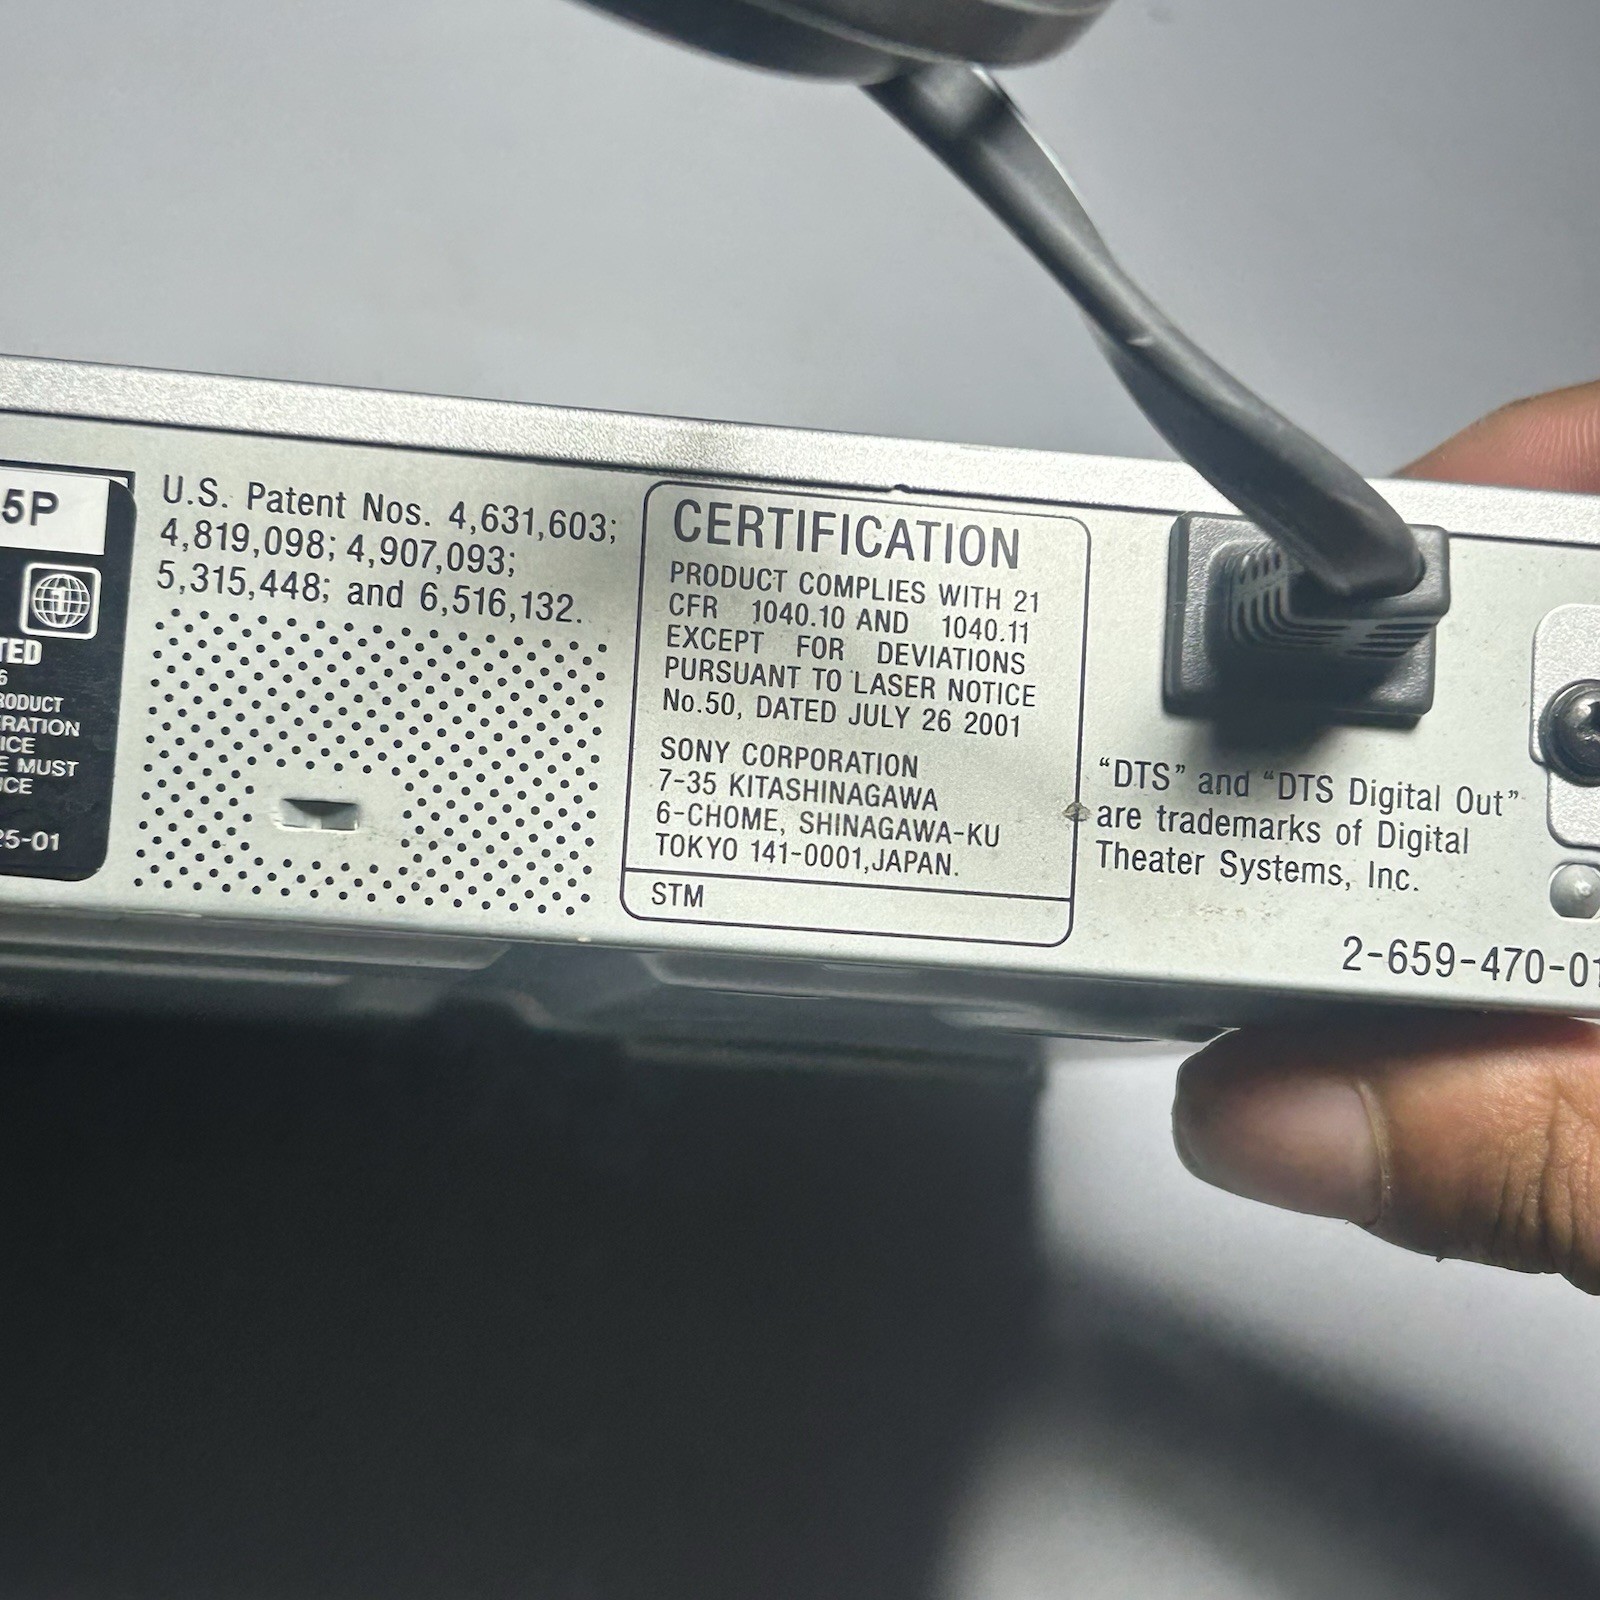 5P
TED
6
RODUCT
ERATION
ICE
E MUST
ICE
25-01
U.S. Patent Nos. 4,631,603;
4,819,098; 4,907,093;
5,315,448; and 6,516,132.
CERTIFICATION
PRODUCT COMPLIES WITH 21
CFR 1040.10 AND 1040.11
EXCEPT FOR DEVIATIONS
PURSUANT TO LASER NOTICE
No.50, DATED JULY 26 2001
SONY CORPORATION
7-35 KITASHINAGAWA
6-CHOME, SHINAGAWA-KU
TOKYO 141-0001,JAPAN.
STM
“DTS” and “DTS Digital Out”
are trademarks of Digital
Theater Systems, Inc.
2-659-470-01